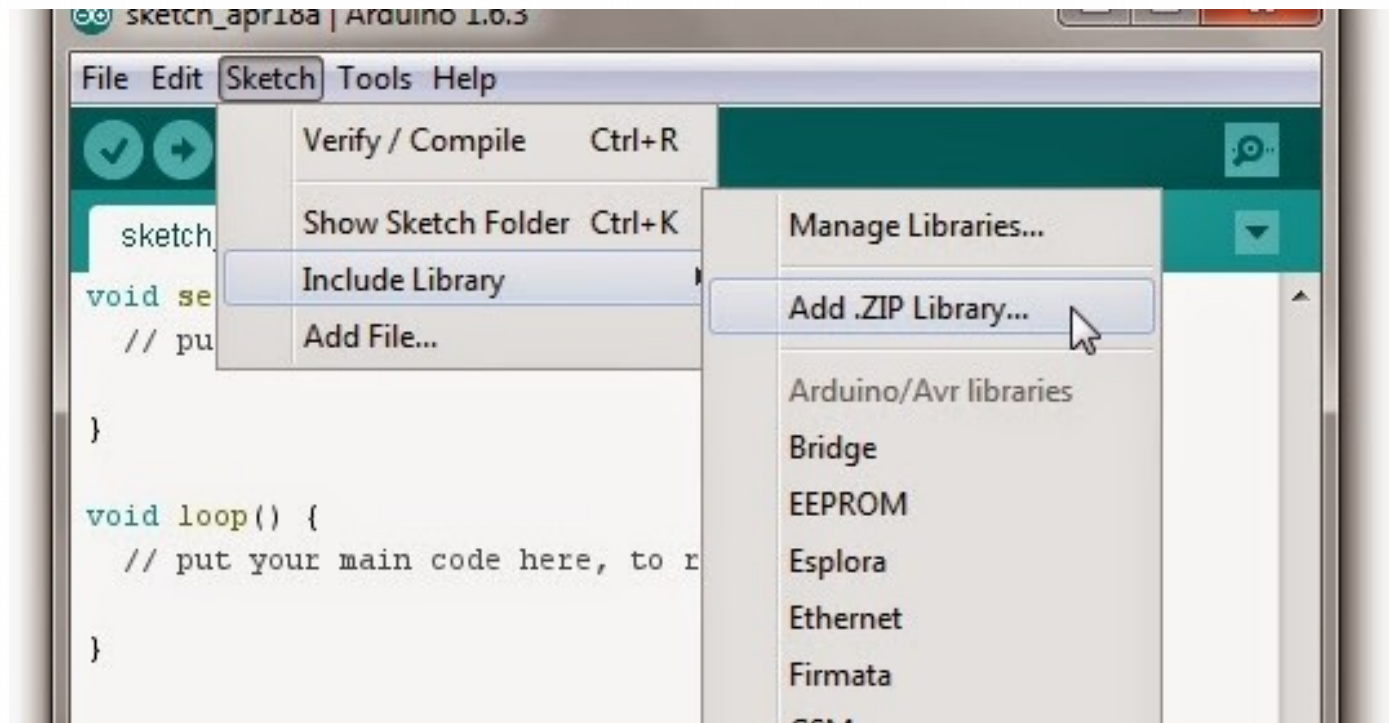 sketch_apr18a | Arduino 1.6.3
File Edit Sketch Tools Help
Verify / Compile Ctrl+R
Show Sketch Folder Ctrl+K
Include Library
Add File...
Manage Libraries...
Add .ZIP Library...
Arduino/Avr libraries
Bridge
EEPROM
Esplora
Ethernet
Firmata
GSM
sketch_
void se
// pu
}
void loop() {
// put your main code here, to r
}